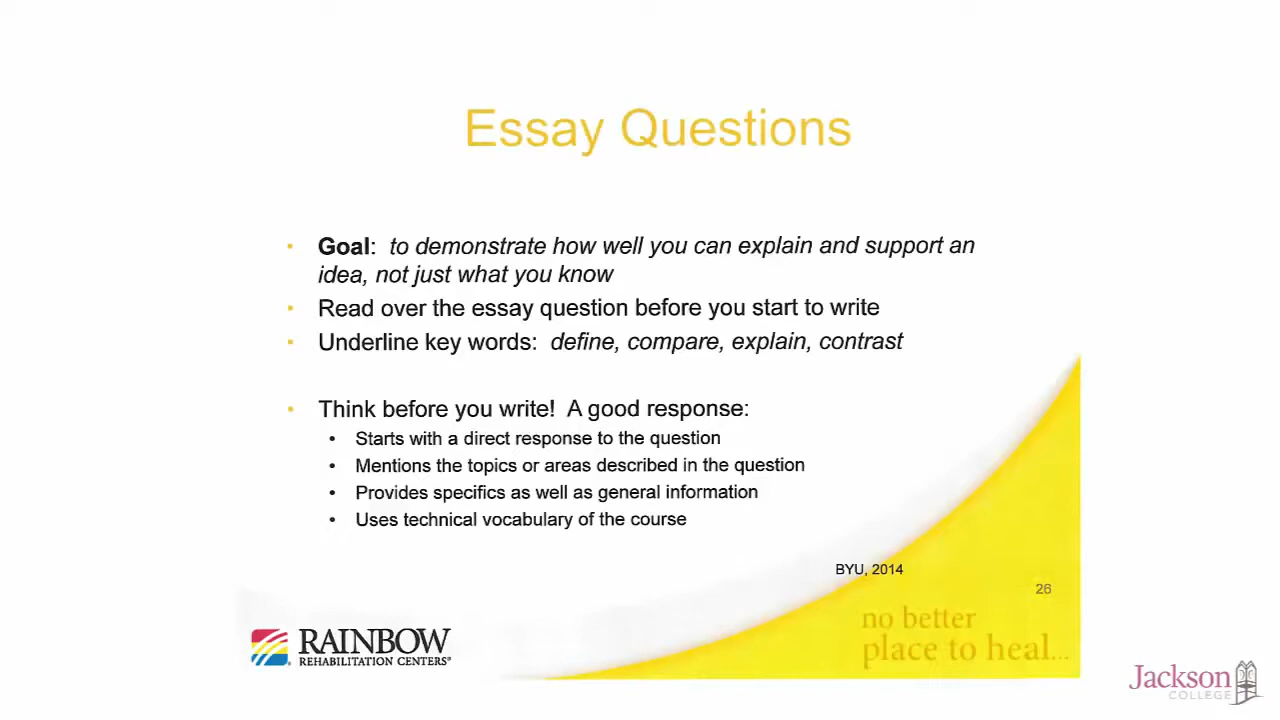 Essay Questions
• Goal: to demonstrate how well you can explain and support an
idea, not just what you know
• Read over the essay question before you start to write
• Underline key words: define, compare, explain, contrast
• Think before you write! A good response:
• Starts with a direct response to the question
• Mentions the topics or areas described in the question
• Provides specifics as well as general information
• Uses technical vocabulary of the course
BYU, 2014
26
no better
place to heal...
RAINBOW
REHABILITATION CENTERS®
Jackson
COLLEGE